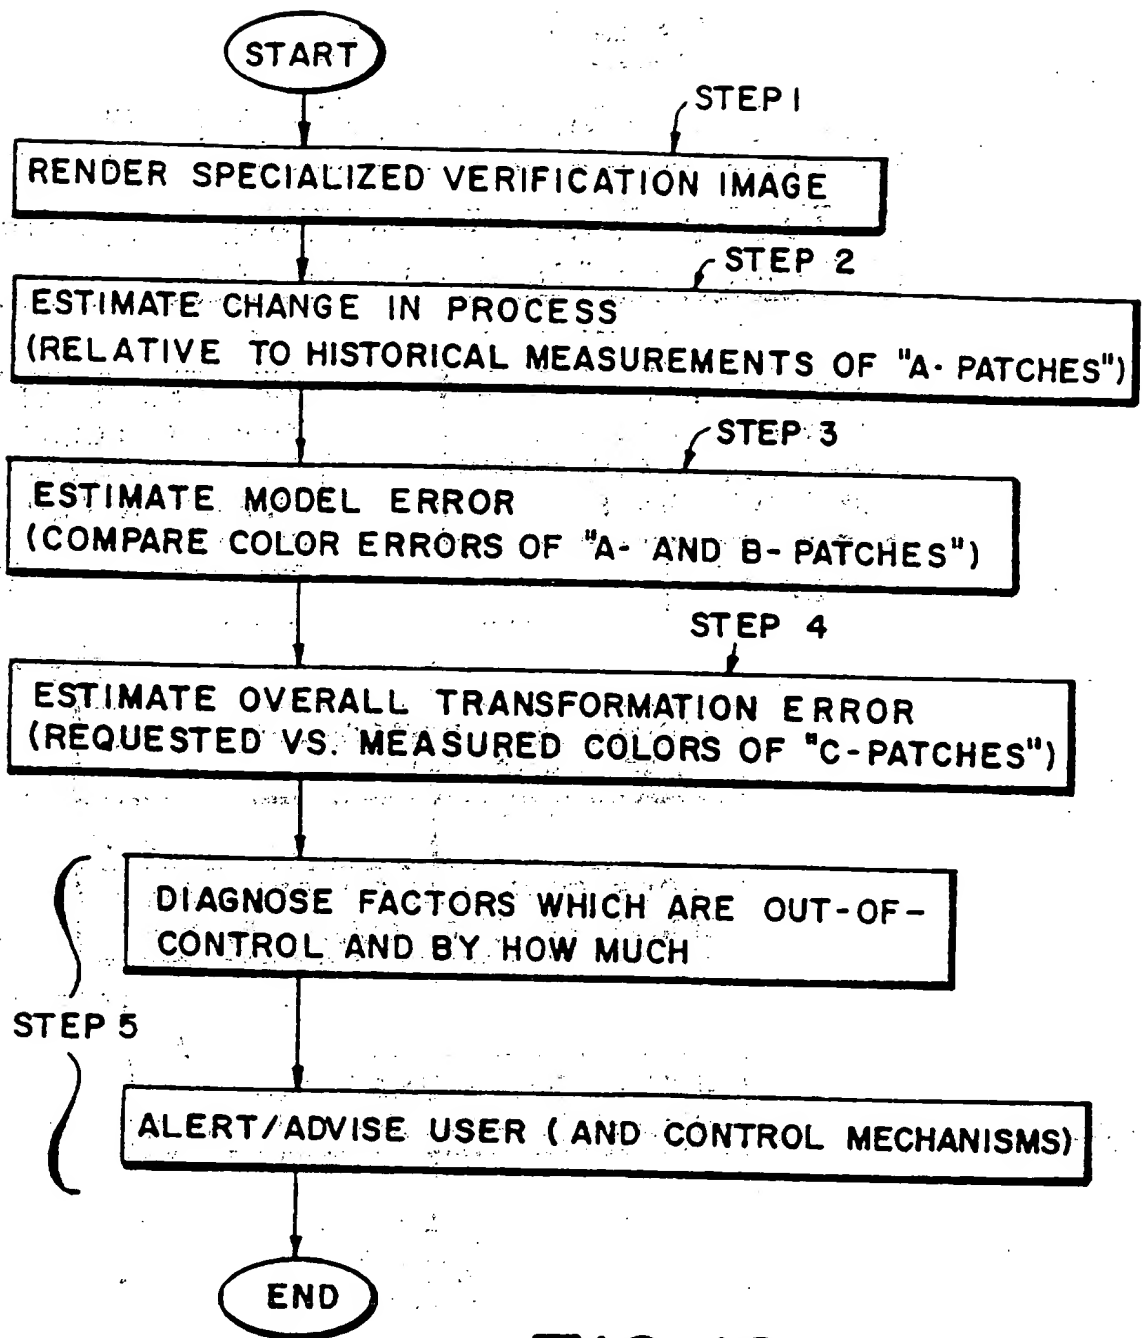 START
STEP 1
RENDER SPECIALIZED VERIFICATION IMAGE
STEP 2
ESTIMATE CHANGE IN PROCESS
(RELATIVE TO HISTORICAL MEASUREMENTS OF "A- PATCHES")
STEP 3
ESTIMATE MODEL ERROR
(COMPARE COLOR ERRORS OF "A- AND B- PATCHES")
STEP 4
ESTIMATE OVERALL TRANSFORMATION ERROR
(REQUESTED VS. MEASURED COLORS OF "C-PATCHES")
STEP 5
DIAGNOSE FACTORS WHICH ARE OUT-OF-
CONTROL AND BY HOW MUCH
ALERT/ADVISE USER (AND CONTROL MECHANISMS)
END